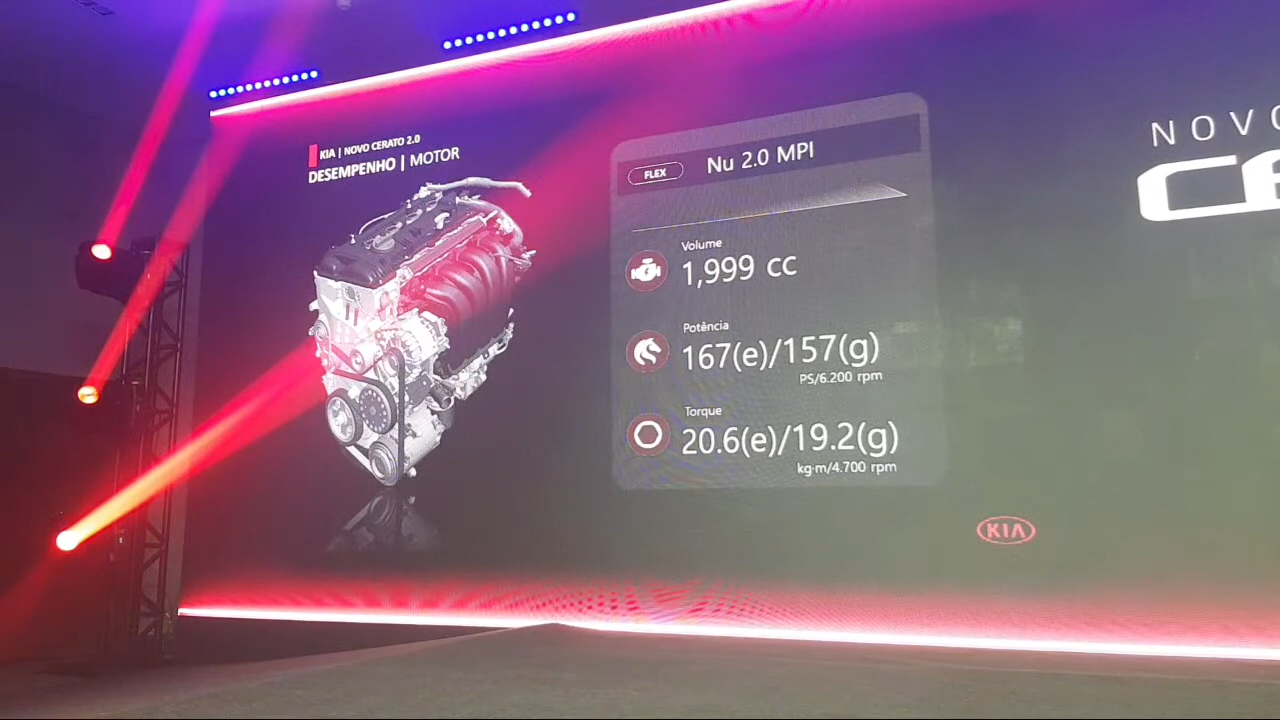 KIA | NOVO CERATO 2.0
DESEMPENHO | MOTOR
FLEX
Nu 2.0 MPI
Volume
1,999 cc
Potência
167(e)/157(g)
PS/6.200 rpm
Torque
20.6(e)/19.2(g)
kg·m/4.700 rpm
NOVO
CE
KIA